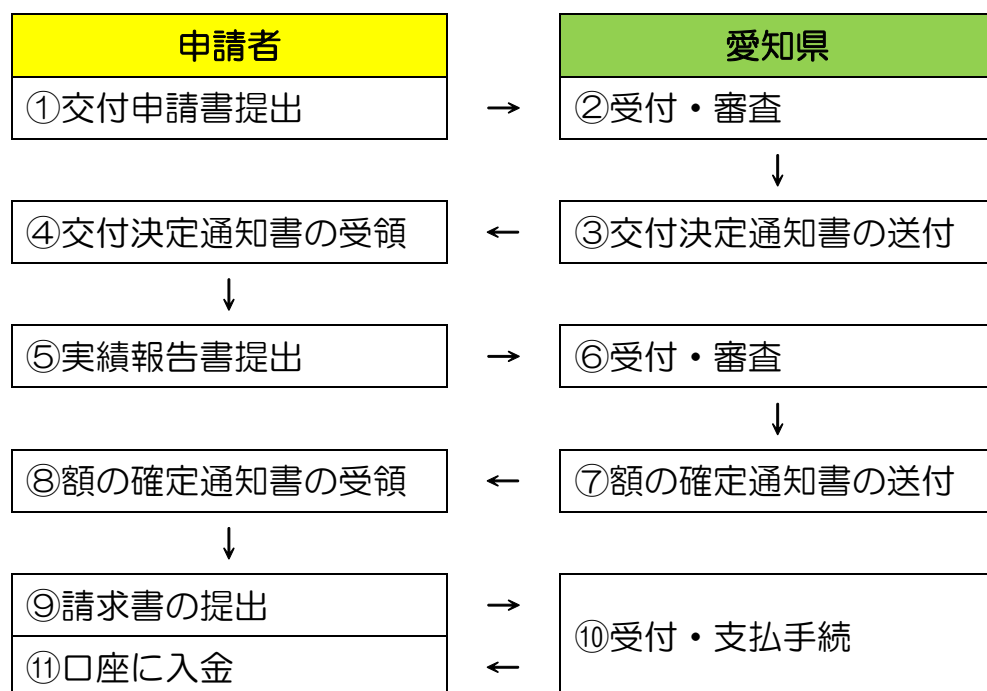 申請者
愛知県
①交付申請書提出
→
②受付・審査
↓
④交付決定通知書の受領
←
③交付決定通知書の送付
↓
⑤実績報告書提出
→
⑥受付・審査
↓
⑧額の確定通知書の受領
←
⑦額の確定通知書の送付
↓
⑨請求書の提出
→
⑩受付・支払手続
⑪口座に入金
←